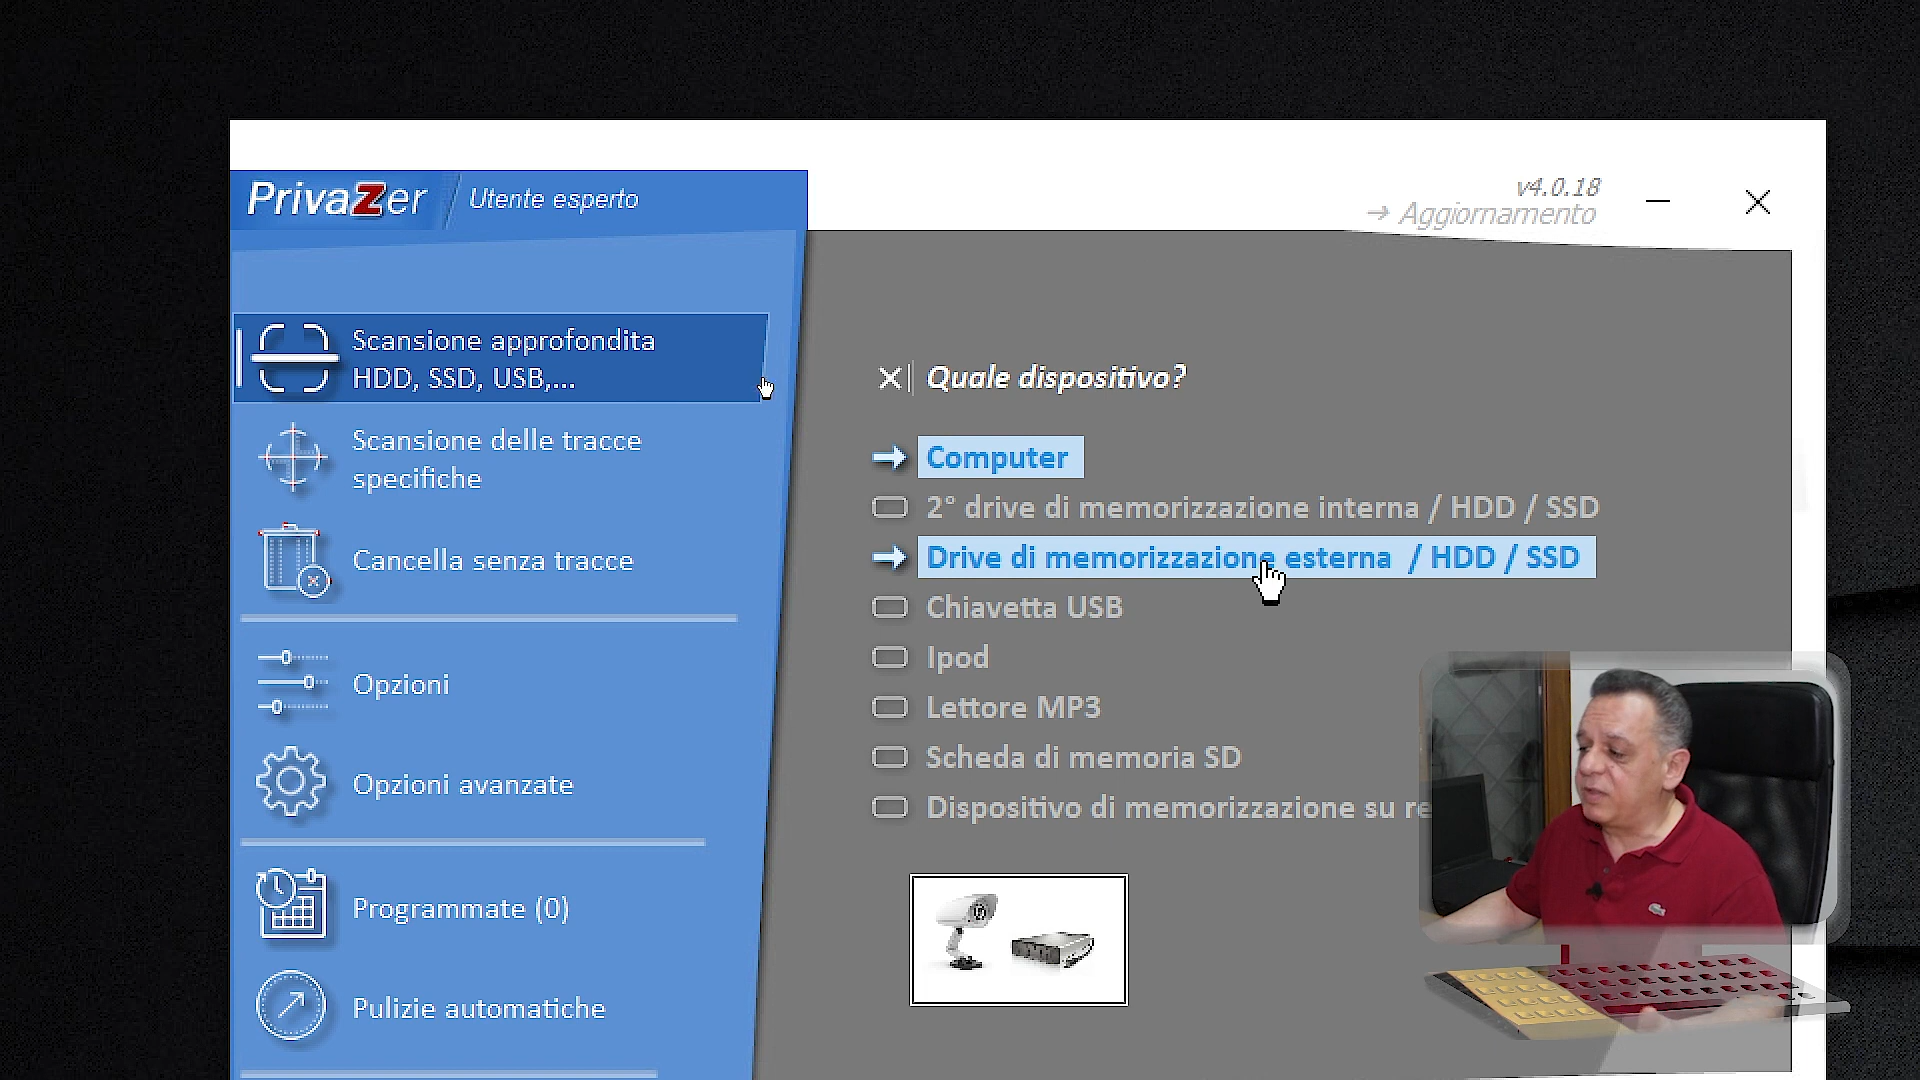 PrivaZer
Utente esperto
v4.0.18
→ Aggiornamento
Scansione approfondita
HDD, SSD, USB,...
Scansione delle tracce
specifiche
Cancella senza tracce
Opzioni
Opzioni avanzate
Programmate (0)
Pulizie automatiche
Quale dispositivo?
Computer
2° drive di memorizzazione interna / HDD / SSD
Drive di memorizzazione esterna / HDD / SSD
Chiavetta USB
Ipod
Lettore MP3
Scheda di memoria SD
Dispositivo di memorizzazione su re